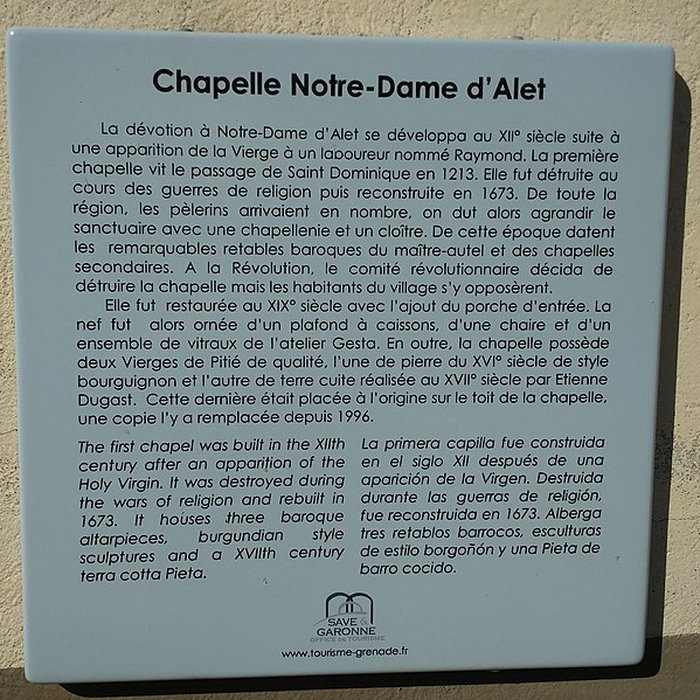 Chapelle Notre-Dame d'Alet
La dévotion à Notre-Dame d'Alet se développa au XII° siècle suite à
une apparition de la Vierge à un laboureur nommé Raymond. La première
chapelle vit le passage de Saint Dominique en 1213. Elle fut détruite au
cours des guerres de religion puis reconstruite en 1673. De toute la
région, les pèlerins arrivaient en nombre, on dut alors agrandir le
sanctuaire avec une chapellenie et un cloître. De cette époque datent
les remarquables retables baroques du maître-autel et des chapelles
secondaires. A la Révolution, le comité révolutionnaire décida de
détruire la chapelle mais les habitants du village s'y opposèrent.
Elle fut restaurée au XIX° siècle avec l'ajout du porche d'entrée. La
nef fut alors ornée d'un plafond à caissons, d'une chaire et d'un
ensemble de vitraux de l'atelier Gesta. En outre, la chapelle possède
deux Vierges de Pitié de qualité, l'une de pierre du XVI° siècle de style
bourguignon et l'autre de terre cuite réalisée au XVII° siècle par Etienne
Dugast. Cette dernière était placée à l'origine sur le toit de la chapelle,
une copie l'y a remplacée depuis 1996.
The first chapel was built in the XIIth
century after an apparition of the
Holy Virgin. It was destroyed during
the wars of religion and rebuilt in
1673. It houses three baroque
altarpieces, burgundian style
sculptures and a XVIIth century
terra cotta Pieta.
La primera capilla fue construida
en el siglo XII después de una
aparición de la Virgen. Destruida
durante las guerras de religión,
fue reconstruida en 1673. Alberga
tres retablos barrocos, esculturas
de estilo borgoñón y una Pieta de
barro cocido.
SAVE &
GARONNE
OFFICE DE TOURISME
www.tourisme-grenade.fr